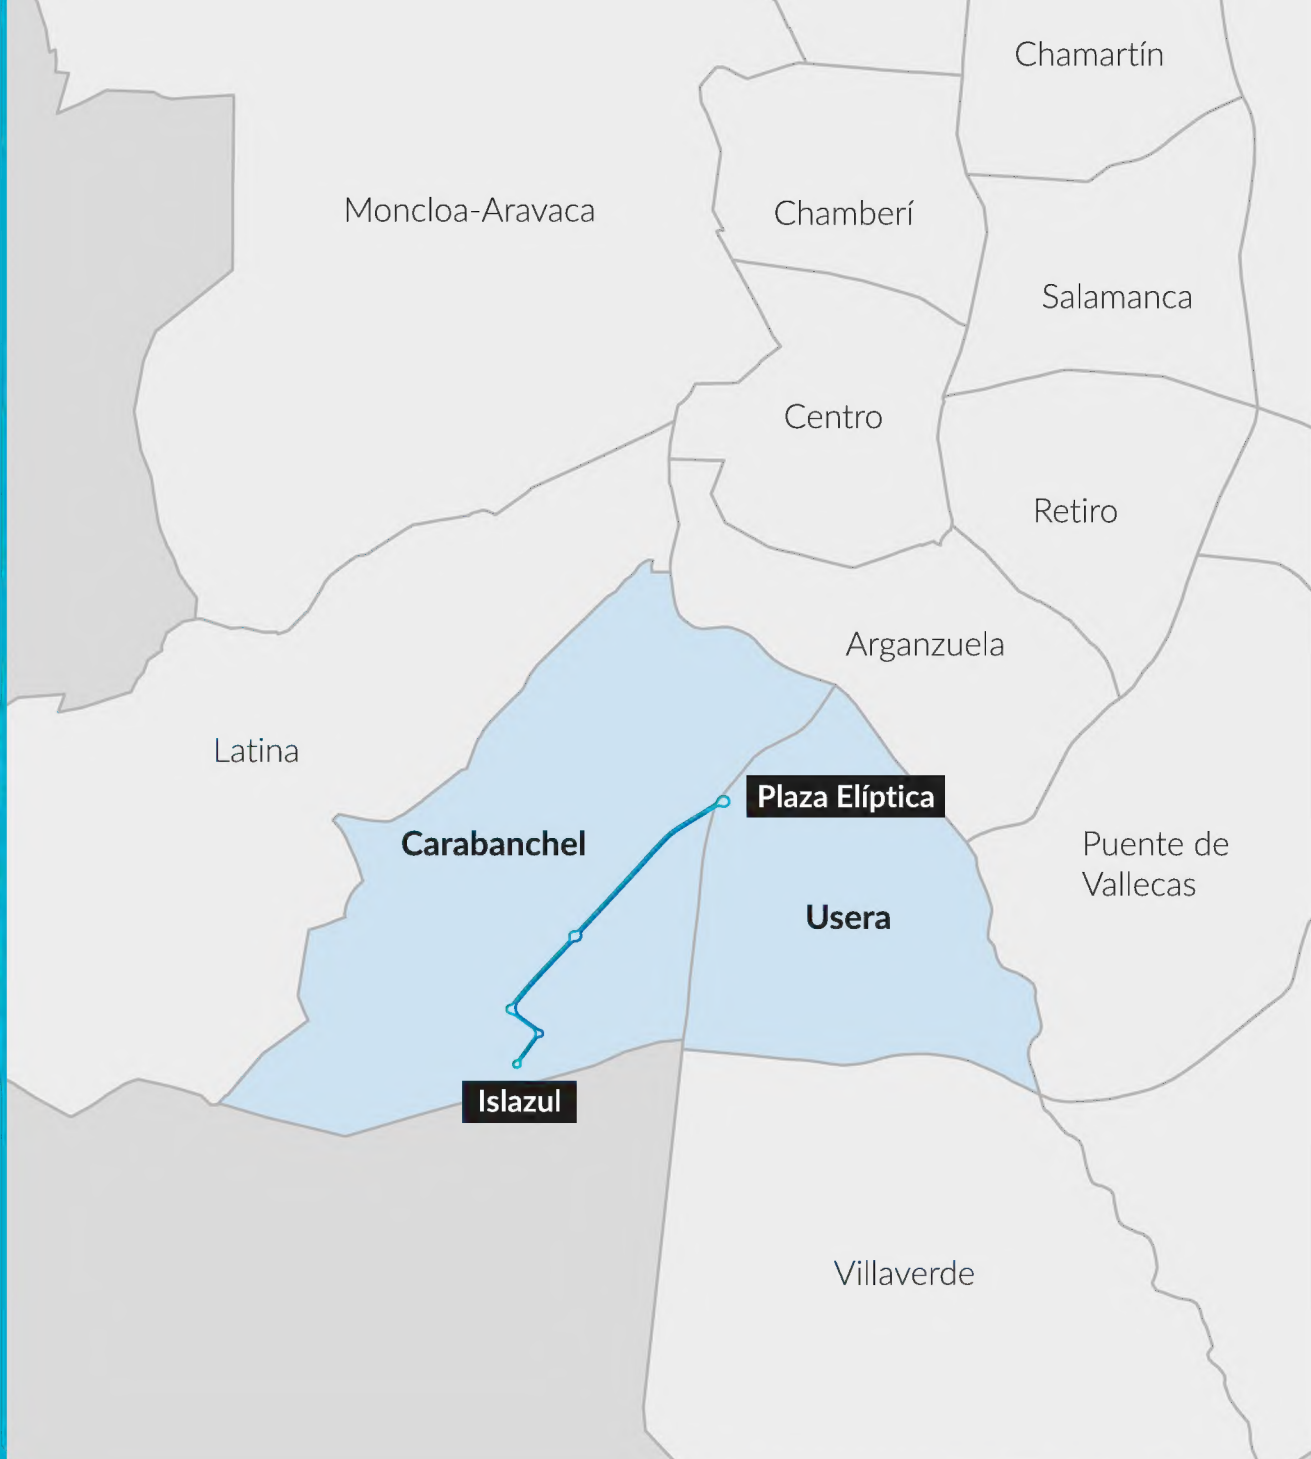 Chamartín
Moncloa-Aravaca
Chamberí
Salamanca
Centro
Retiro
Arganzuela
Latina
Plaza Elíptica
Carabanchel
Puente de
Vallecas
Usera
Islazul
Villaverde